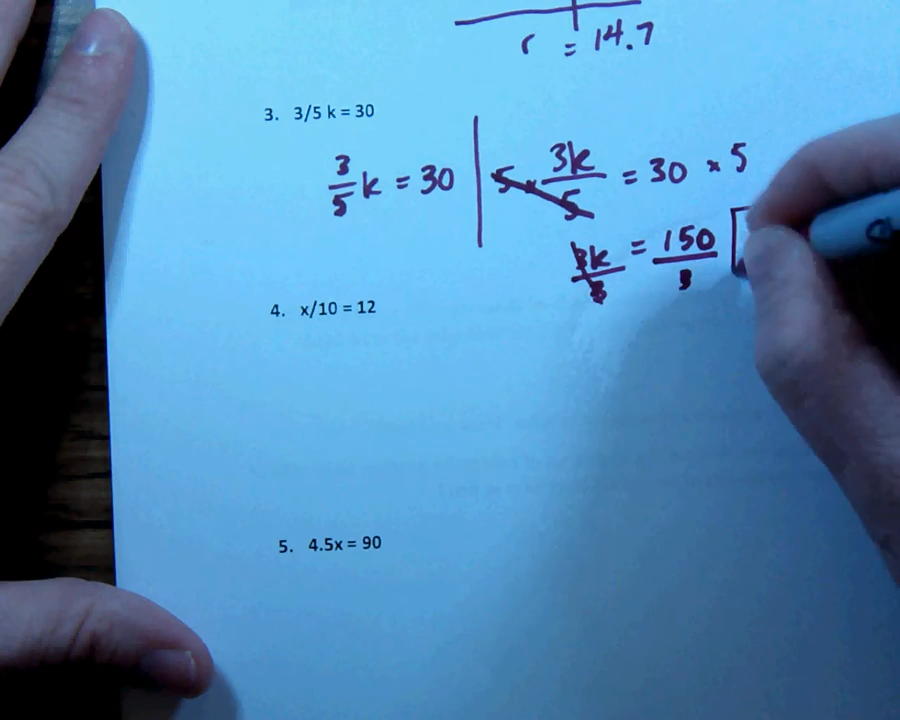 r = 14.7
3. 3/5 k = 30
3/5 k = 30 | 5 × 3k/5 = 30 × 5
3k/3 = 150/3
4. x/10 = 12
5. 4.5x = 90